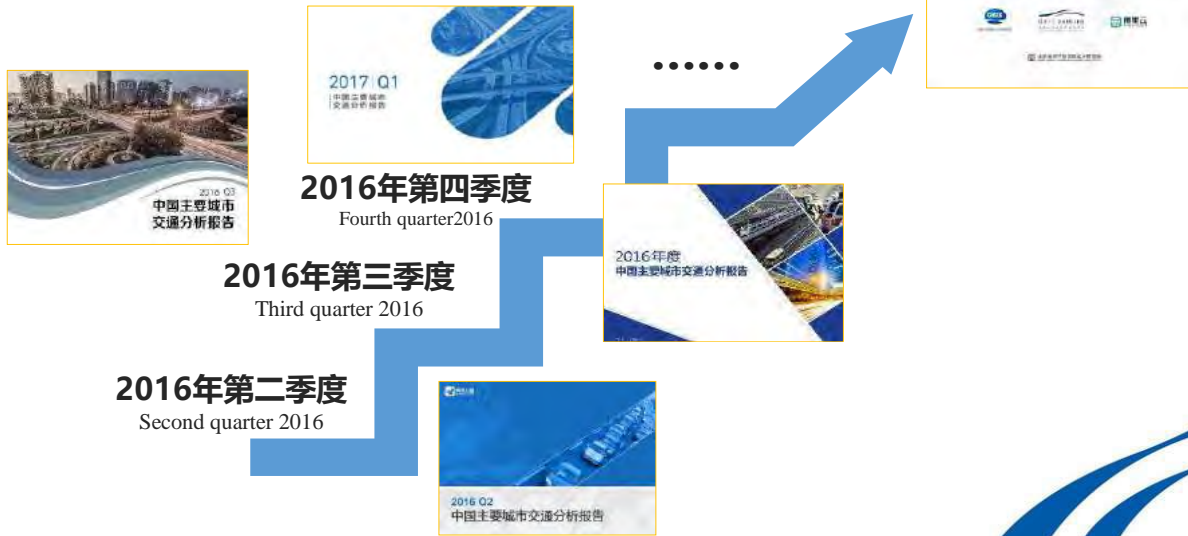 2017 Q1
中国主要城市
交通分析报告
......
2016 Q3
中国主要城市
交通分析报告
2016年第四季度
Fourth quarter2016
2016年度
中国主要城市交通分析报告
2016年第三季度
Third quarter 2016
2016年第二季度
Second quarter 2016
2016 Q2
中国主要城市交通分析报告